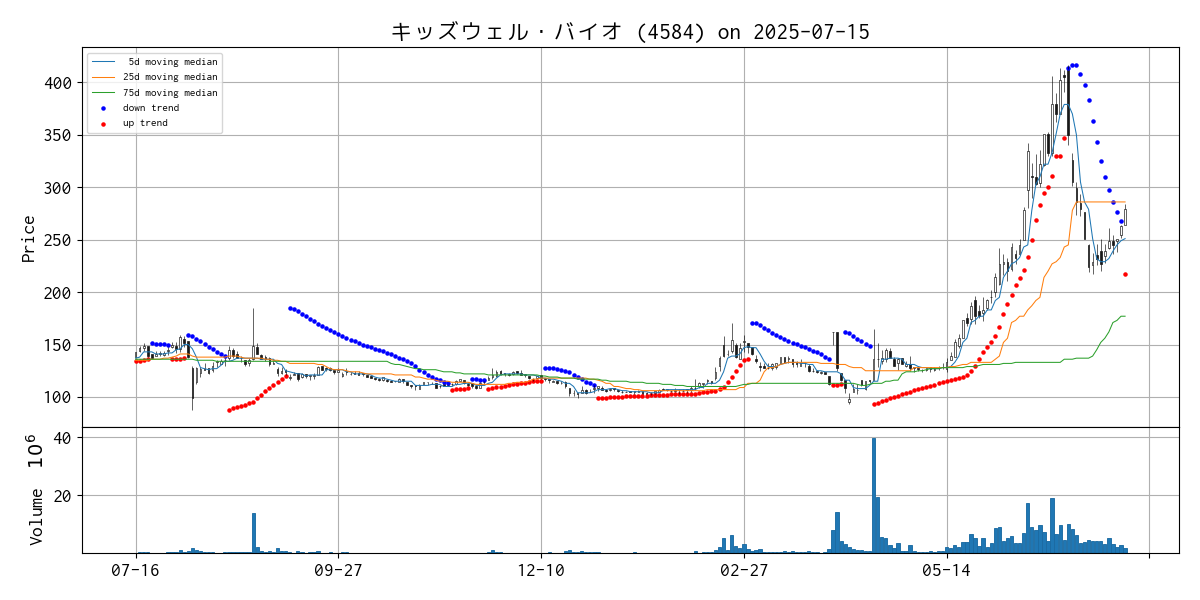 キッズウェル・バイオ (4584) on 2025-07-15
5d moving median
25d moving median
75d moving median
down trend
up trend
Price
400
350
300
250
200
150
100
Volume 10⁶
40
20
07-16 09-27 12-10 02-27 05-14